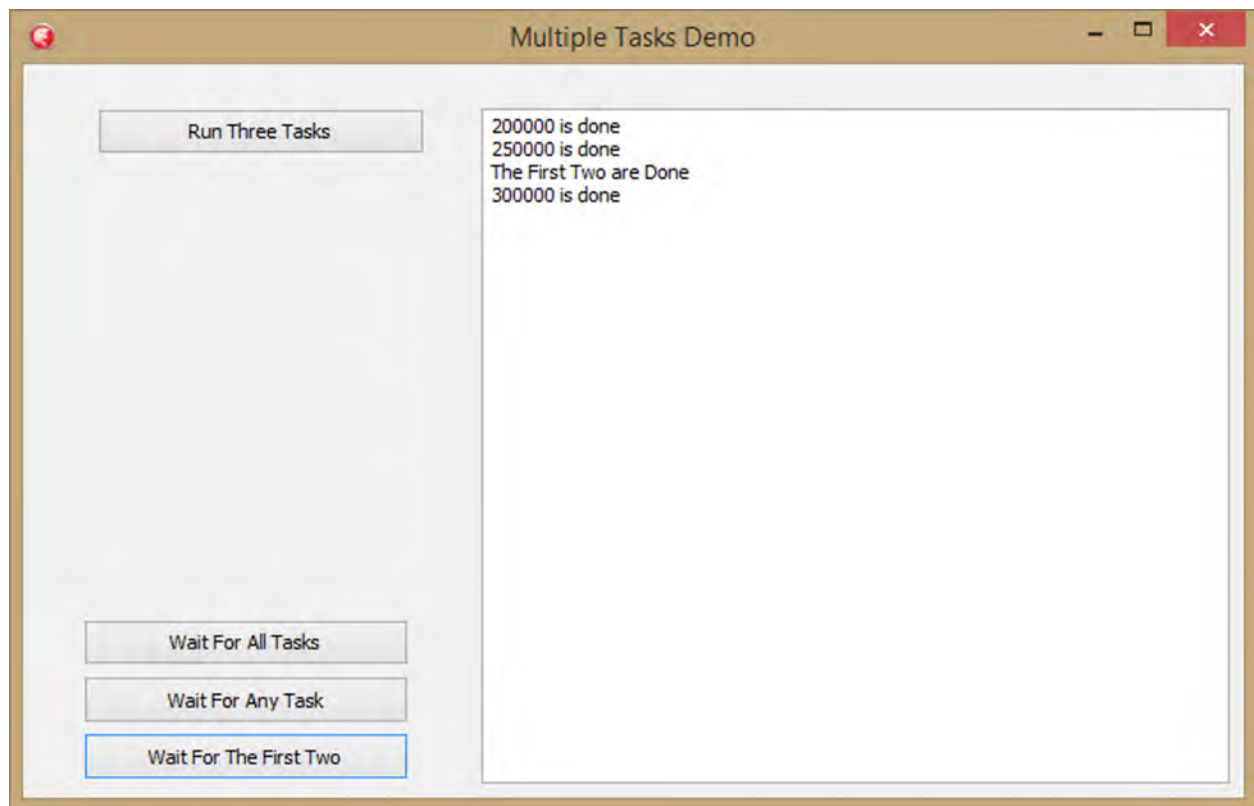 Multiple Tasks Demo
Run Three Tasks
200000 is done
250000 is done
The First Two are Done
300000 is done
Wait For All Tasks
Wait For Any Task
Wait For The First Two